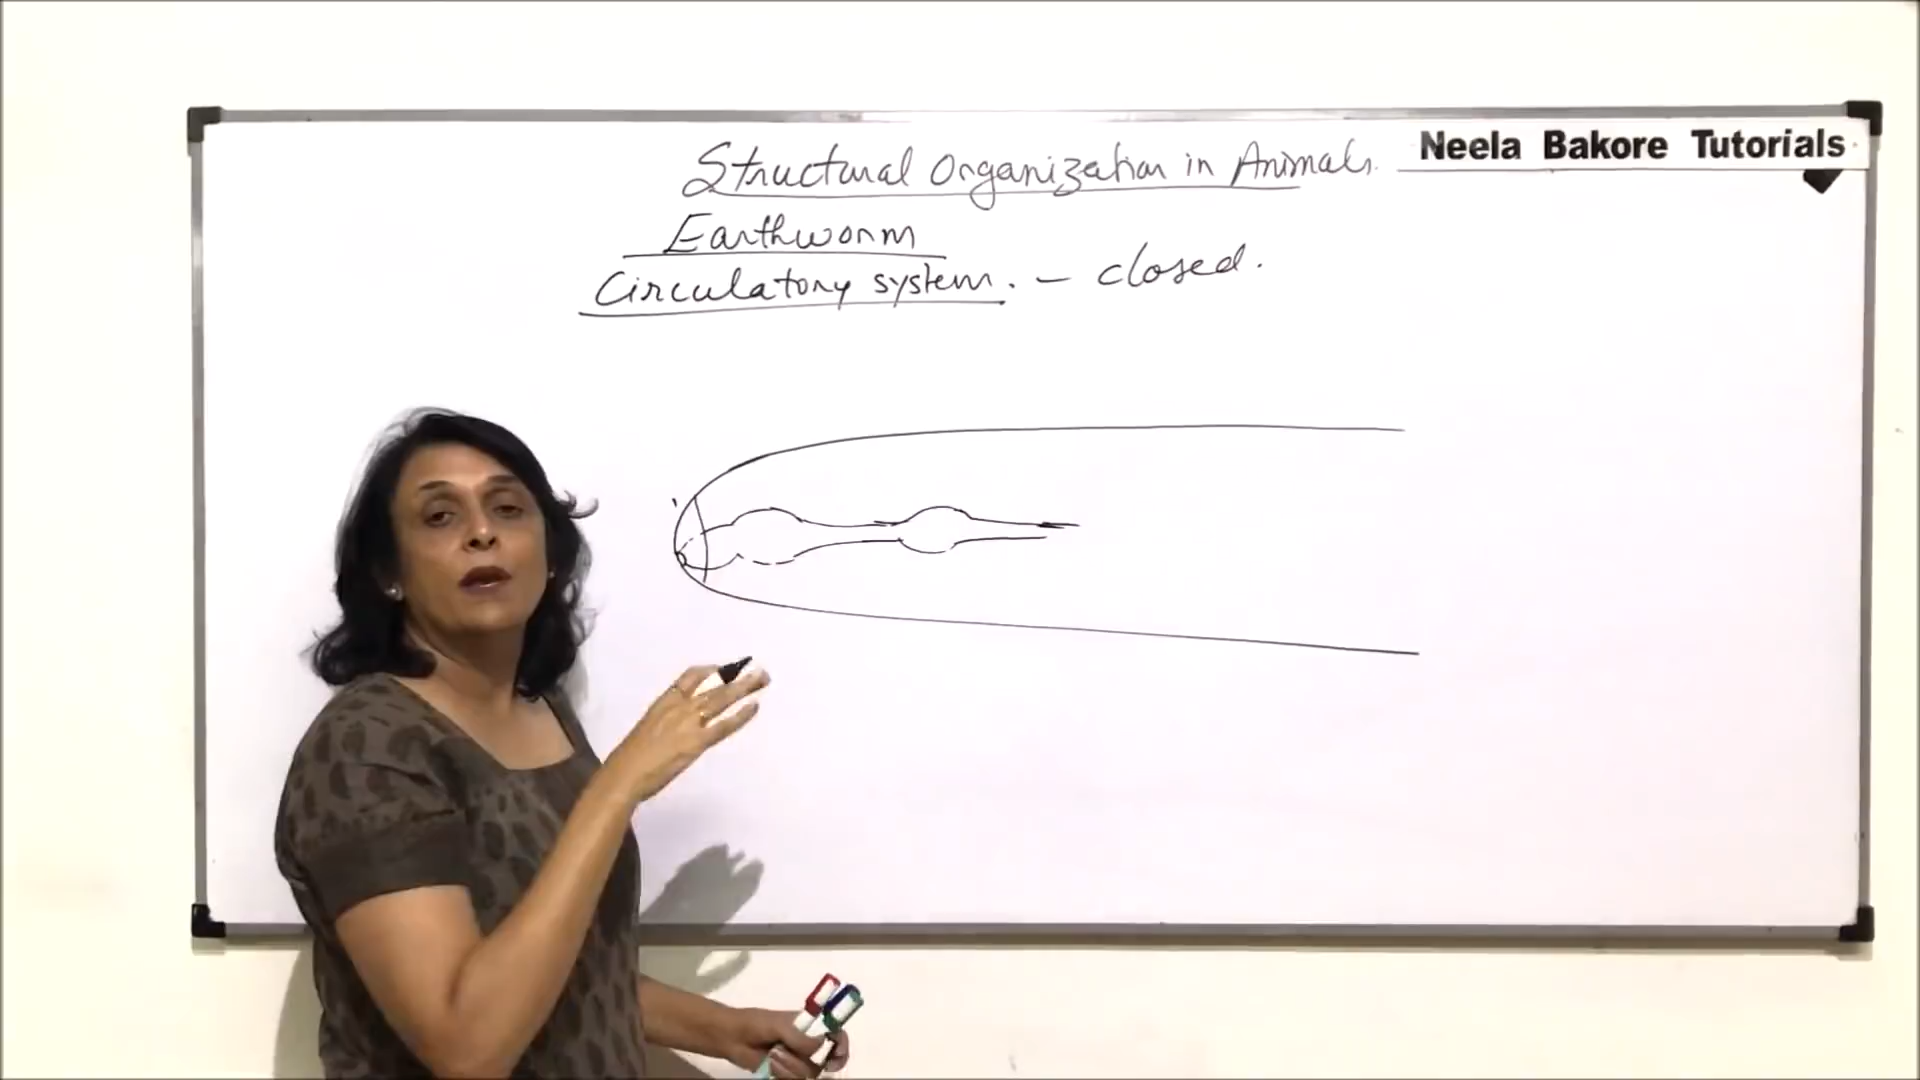 Structural Organization in Animals.
Neela Bakore Tutorials
Earthworm
Circulatory system. - closed.